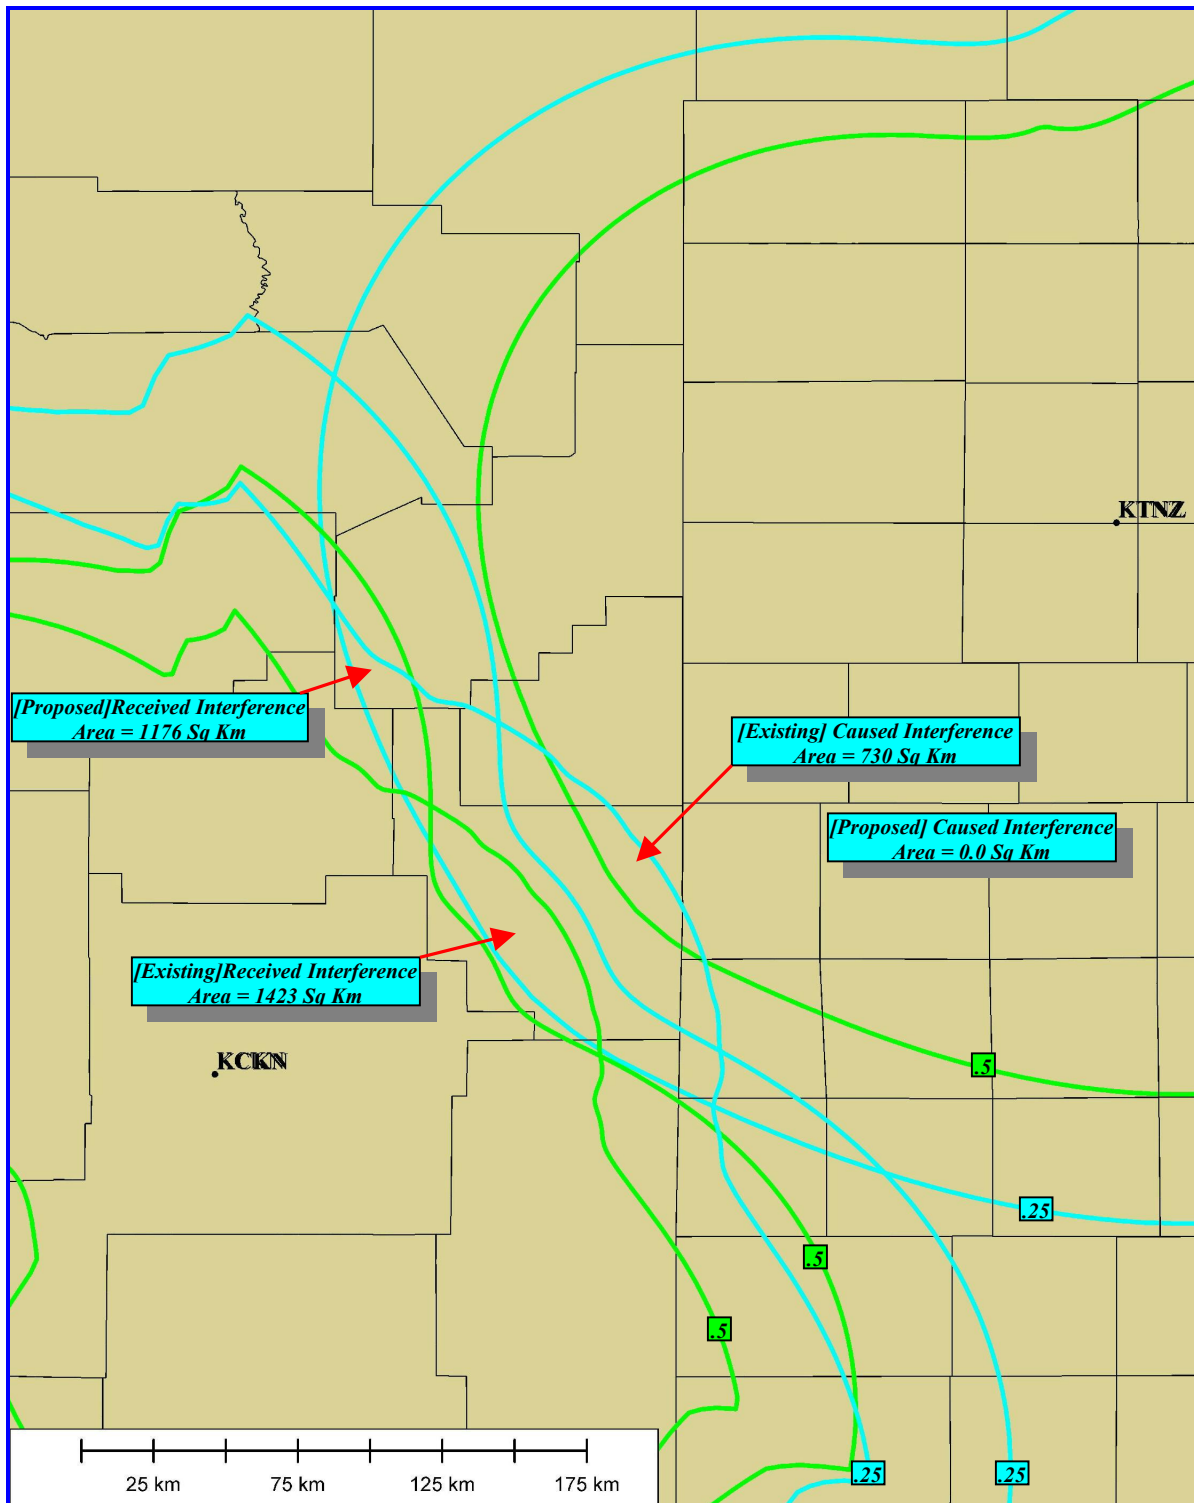 KTNZ
[Proposed]Received Interference
Area = 1176 Sq Km
[Existing] Caused Interference
Area = 730 Sq Km
[Proposed] Caused Interference
Area = 0.0 Sq Km
[Existing]Received Interference
Area = 1423 Sq Km
KCKN
.5
.25
.5
.5
.25
.25
25 km
75 km
125 km
175 km